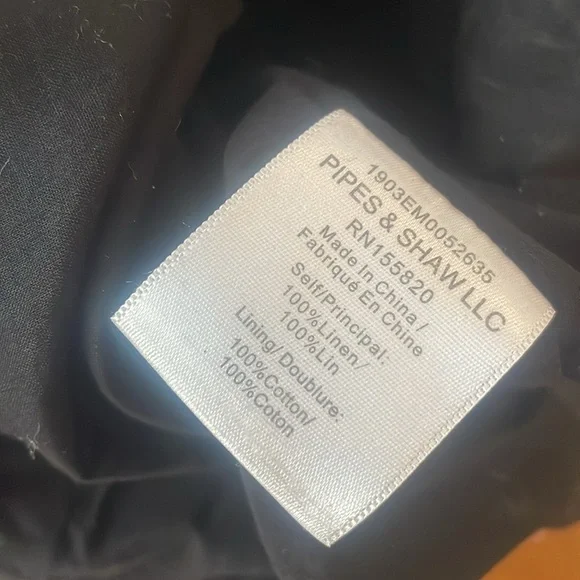 1903EM0052635
PIPES & SHAW LLC
RN155820
Made In China /
Fabriqué En Chine
Self/Principal:
100%Linen /
100%Lin
Lining/ Doublure:
100%Cotton/
100%Coton